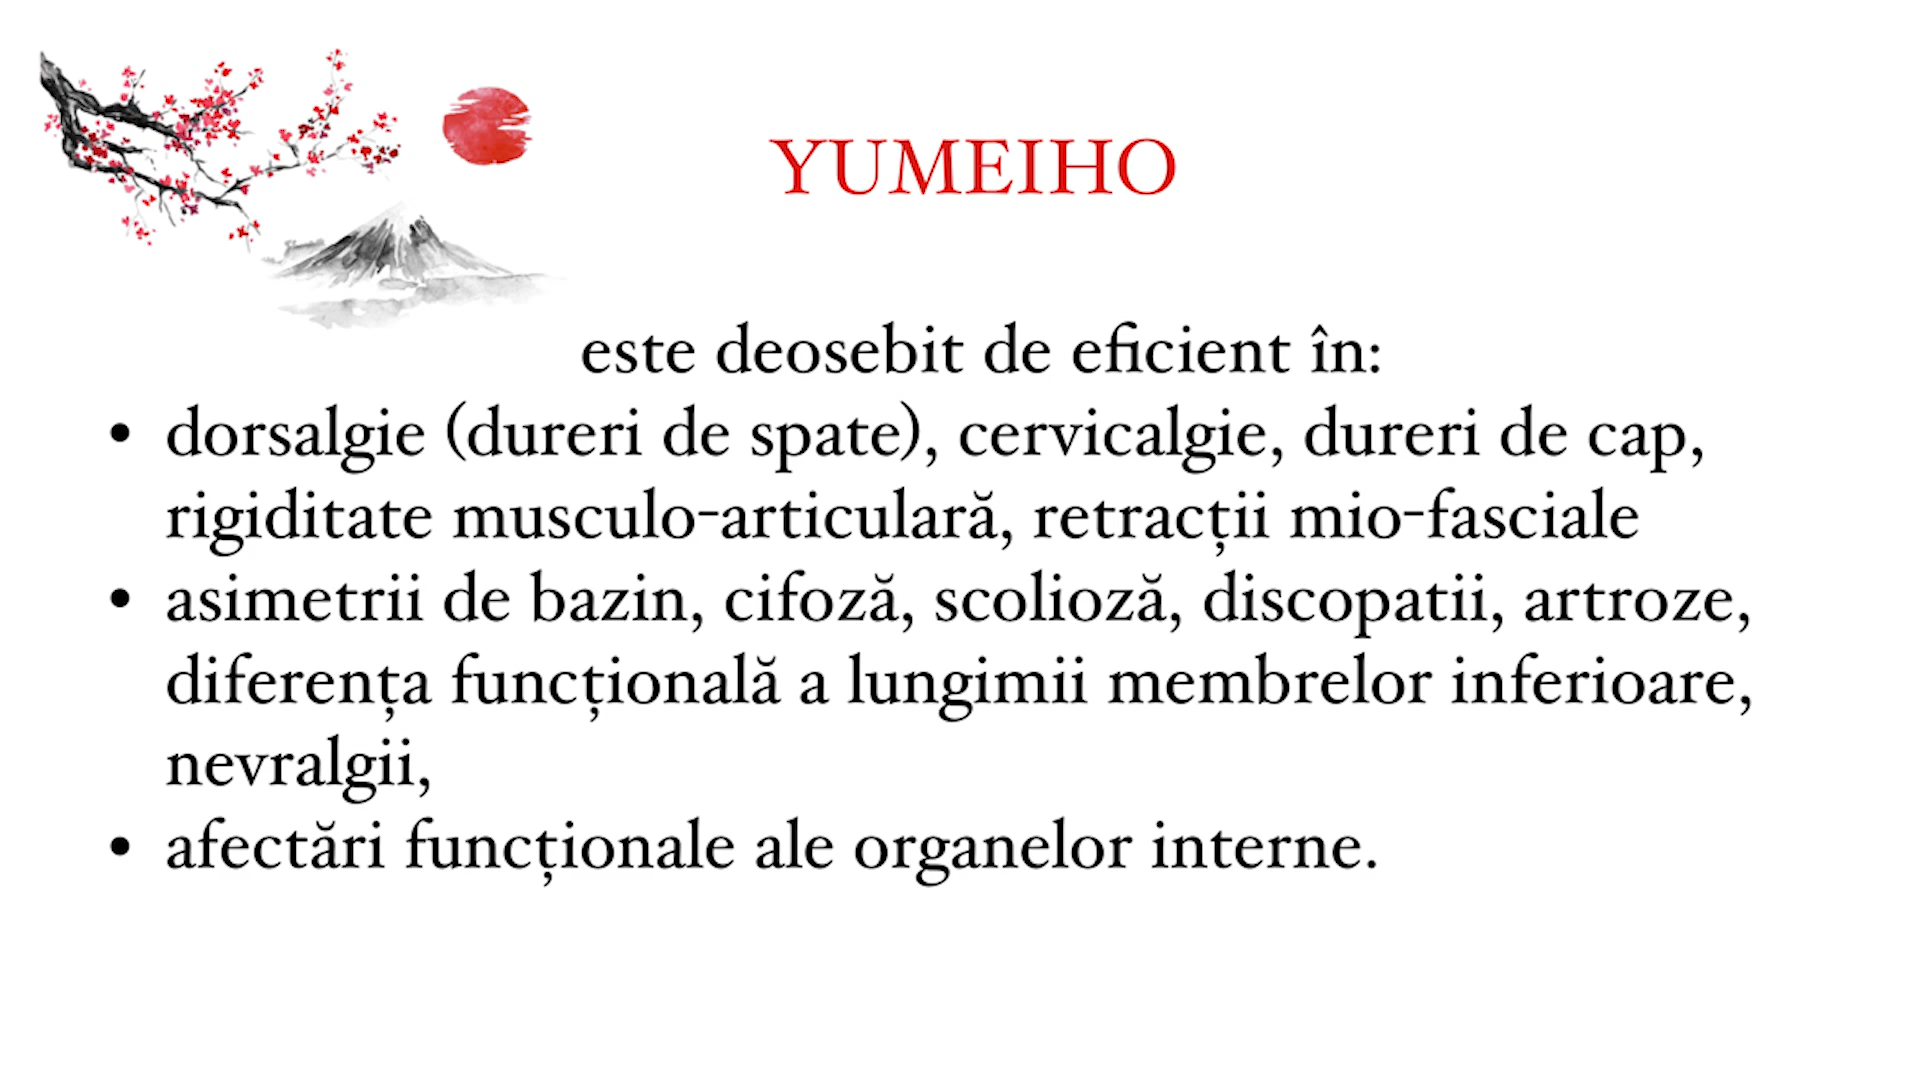 YUMEIHO
este deosebit de eficient în:
• dorsalgie (dureri de spate), cervicalgie, dureri de cap,
rigiditate musculo-articulară, retracții mio-fasciale
• asimetrii de bazin, cifoză, scolioză, discopatii, artroze,
diferența funcțională a lungimii membrelor inferioare,
nevralgii,
• afectări funcționale ale organelor interne.